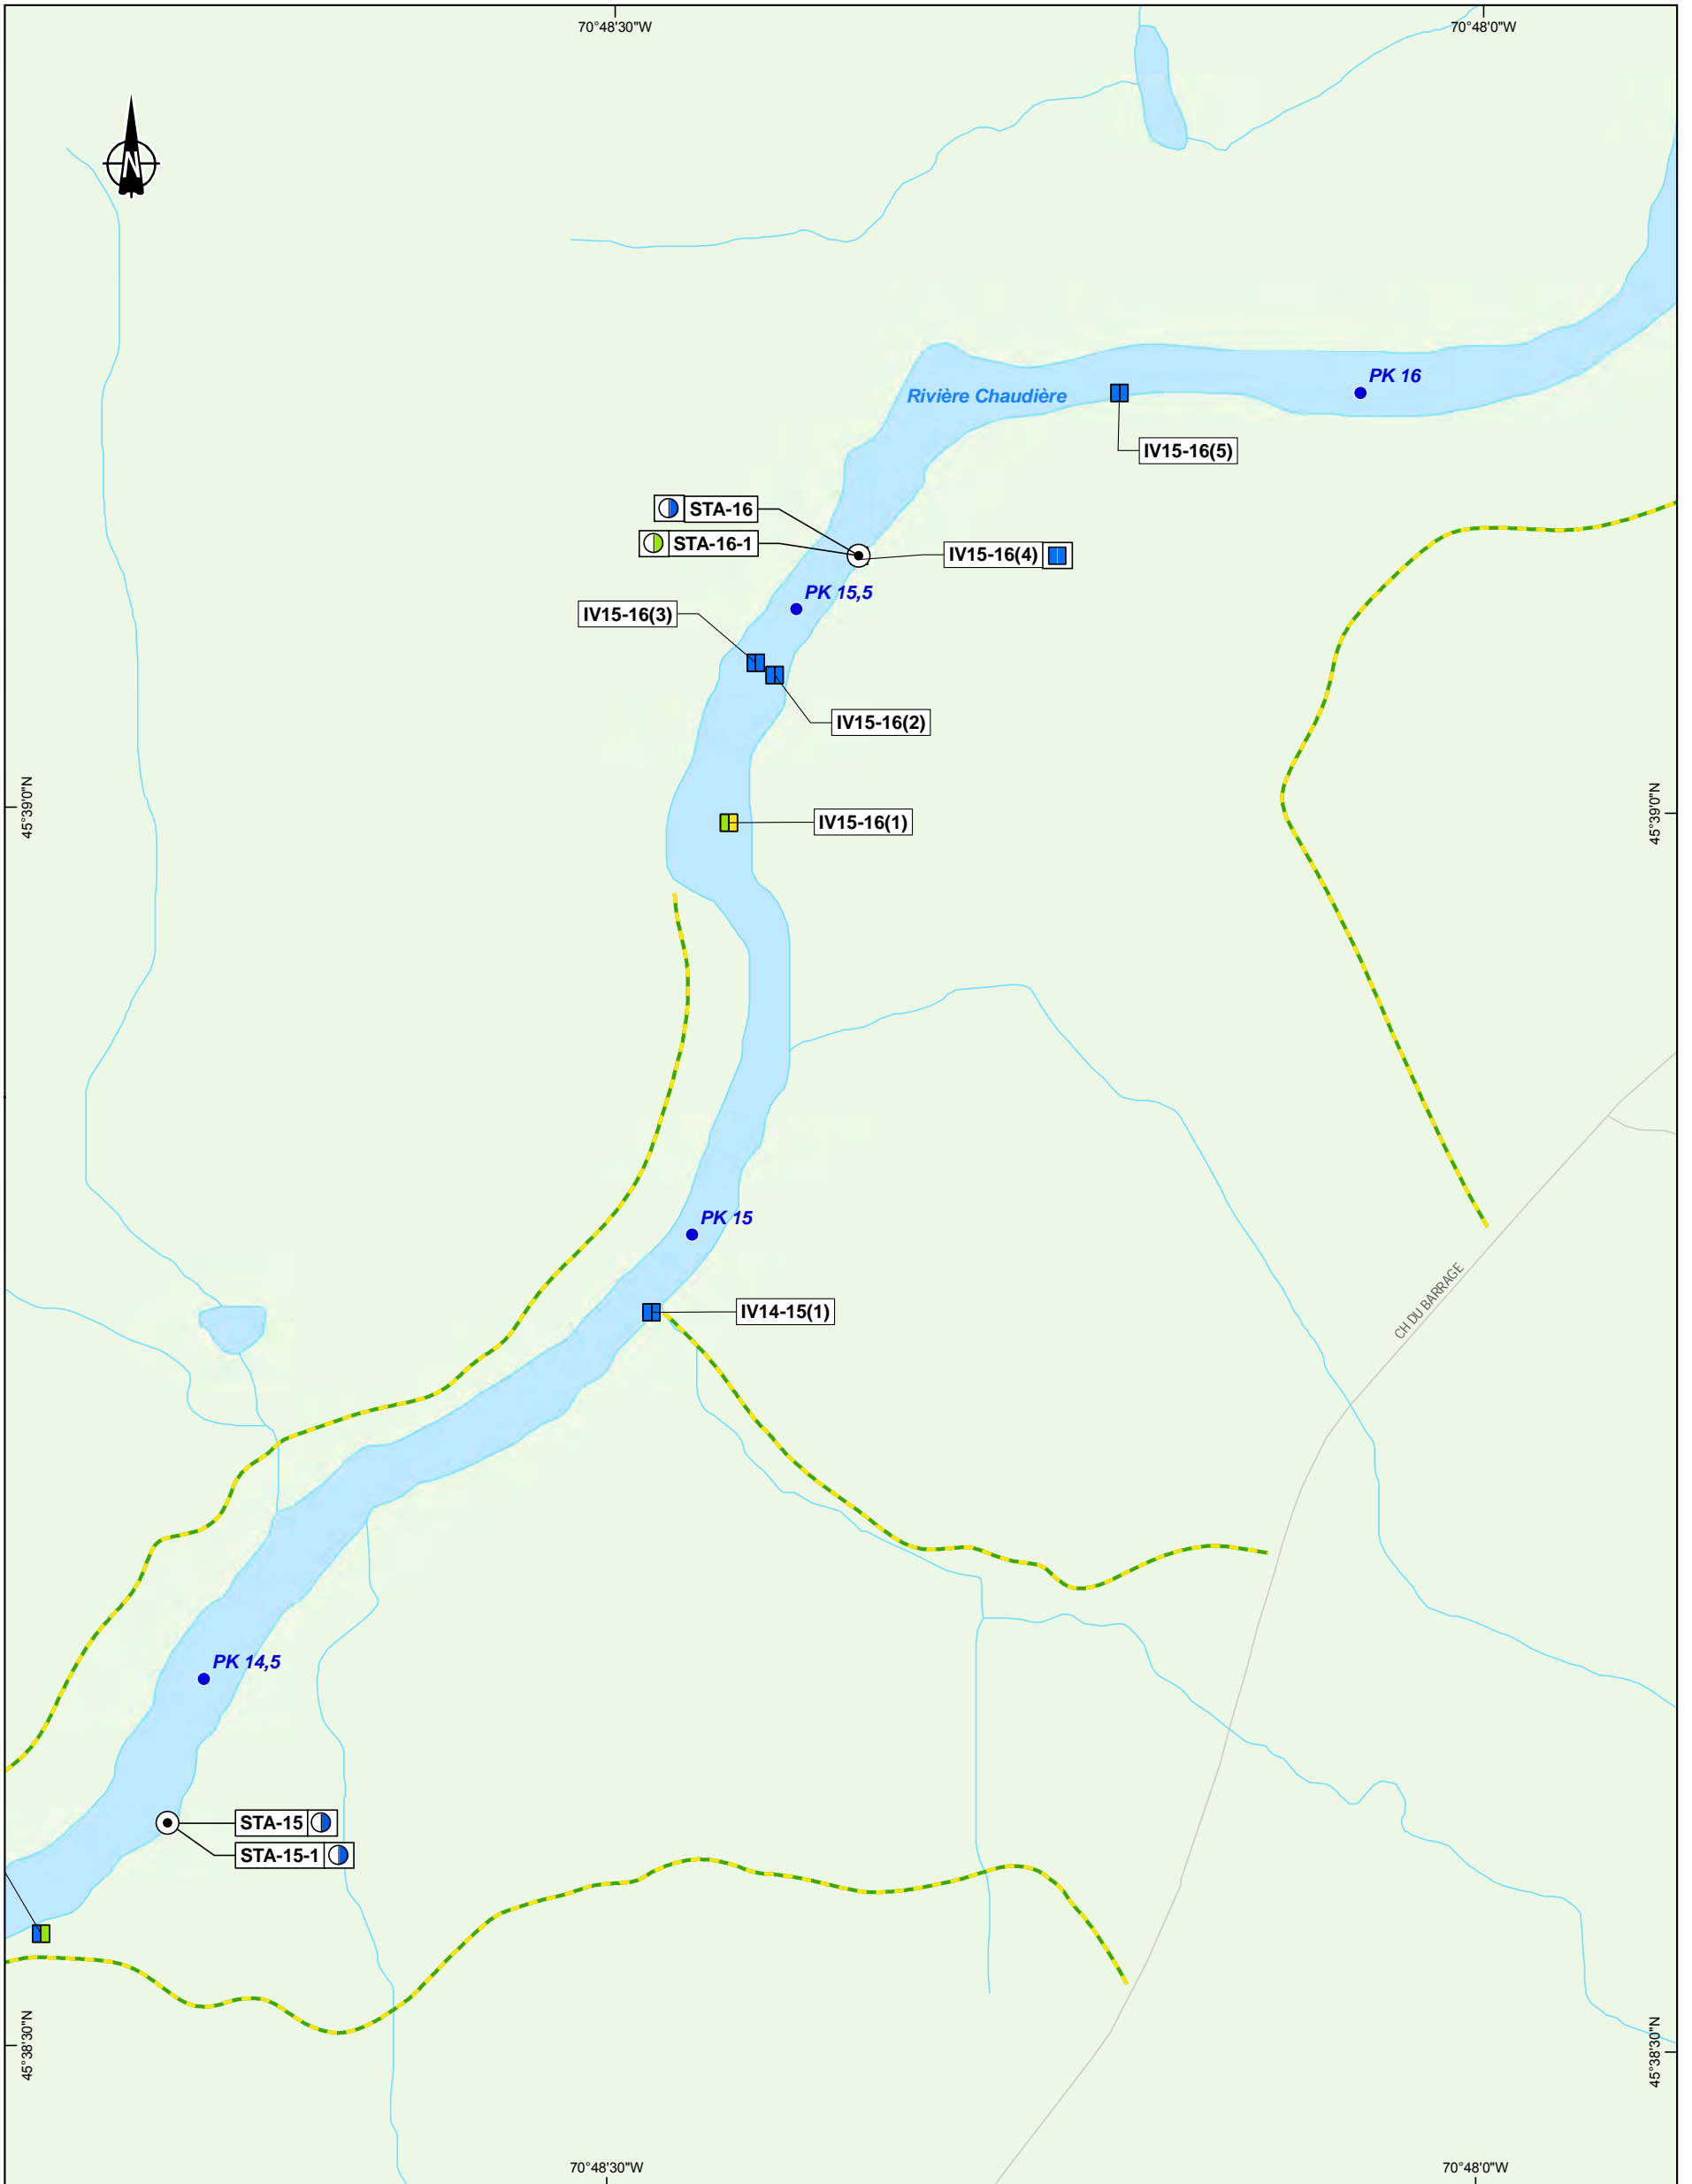 70°48'30"W
70°48'0"W
N
PK 16
Rivière Chaudière
IV15-16(5)
STA-16
STA-16-1
IV15-16(4)
PK 15,5
IV15-16(3)
IV15-16(2)
45°39'0"N
45°39'0"N
IV15-16(1)
PK 15
CH DU BARRAGE
IV14-15(1)
PK 14,5
STA-15
STA-15-1
45°38'30"N
45°38'30"N
70°48'30"W
70°48'0"W